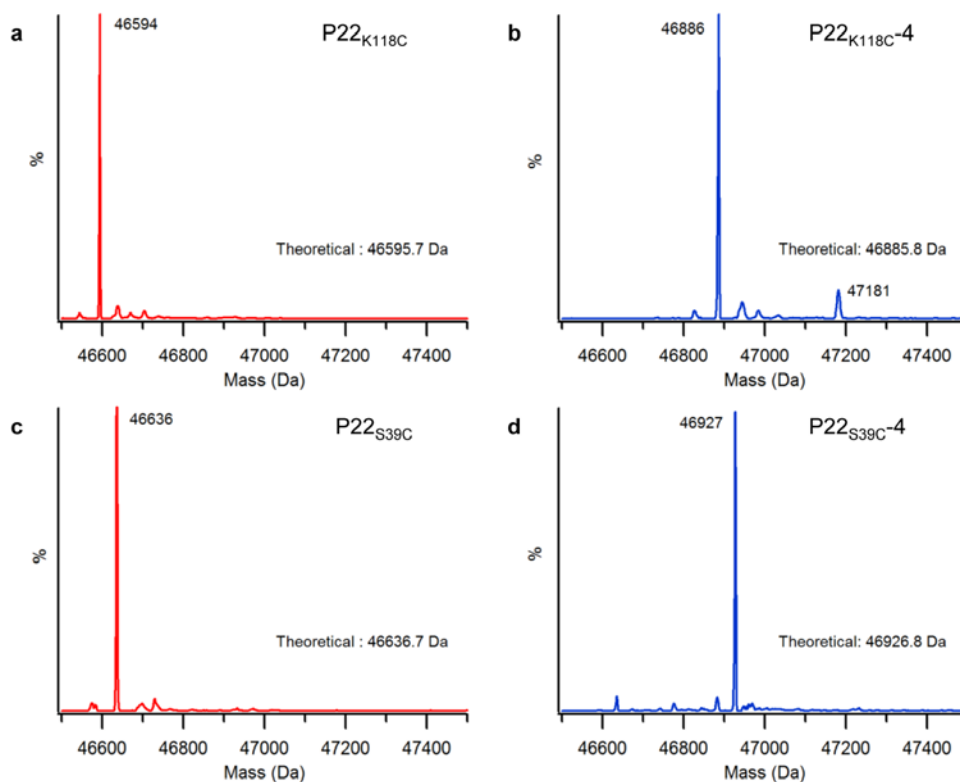 a
46594
P22K118C
%
Theoretical : 46595.7 Da
46600 46800 47000 47200 47400
Mass (Da)
b
46886
P22K118C-4
%
Theoretical: 46885.8 Da
47181
46600 46800 47000 47200 47400
Mass (Da)
c
46636
P22S39C
%
Theoretical : 46636.7 Da
46600 46800 47000 47200 47400
Mass (Da)
d
46927
P22S39C-4
%
Theoretical: 46926.8 Da
46600 46800 47000 47200 47400
Mass (Da)